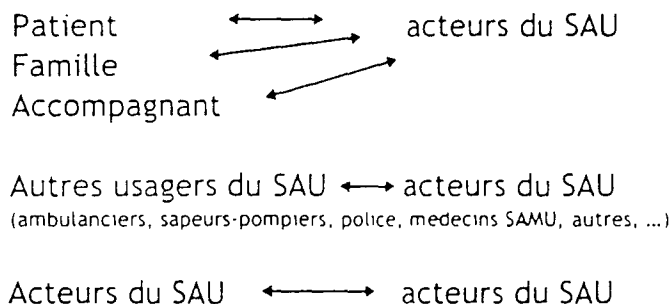 Patient ⟷ acteurs du SAU
Famille
Accompagnant
Autres usagers du SAU ⟷ acteurs du SAU
(ambulanciers, sapeurs-pompiers, police, medecins SAMU, autres, ...)
Acteurs du SAU ⟷ acteurs du SAU